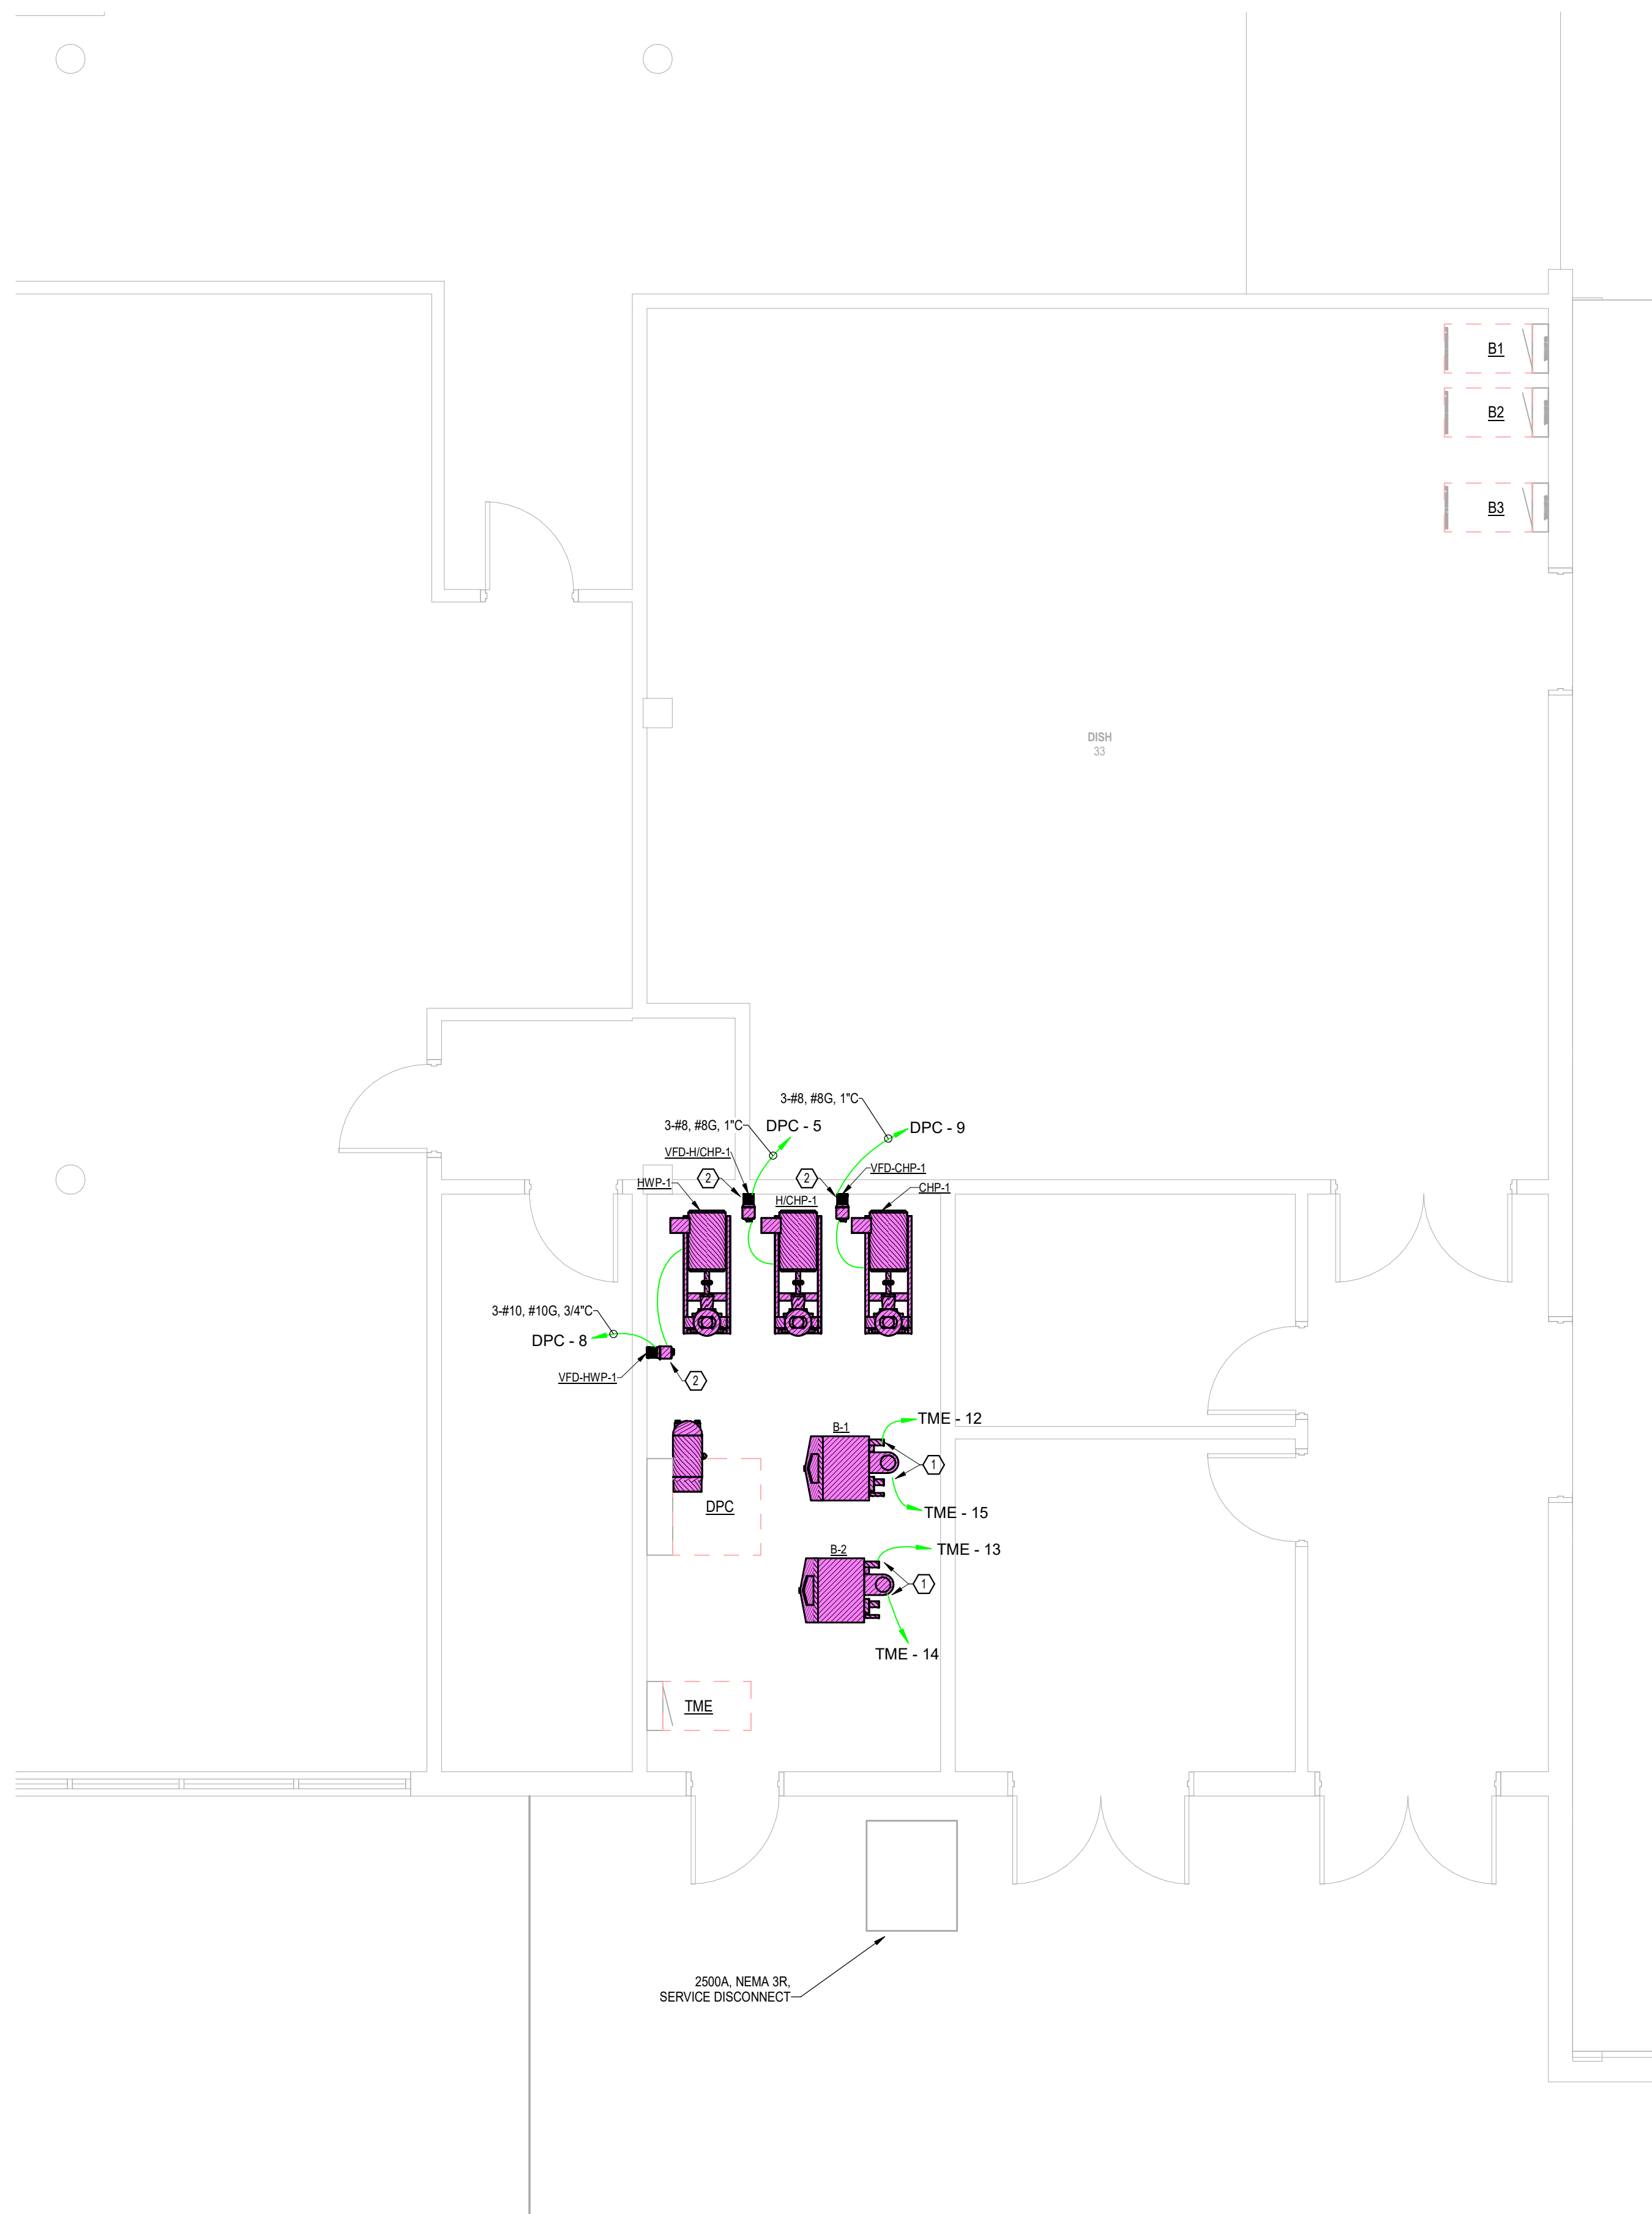 B1
B2
B3
DISH
33
3-#8, #8G, 1"C
3-#8, #8G, 1"C
DPC - 5
DPC - 9
VFD-H/CHP-1
VFD-CHP-1
2
2
HWP-1
H/CHP-1
CHP-1
3-#10, #10G, 3/4"C
DPC - 8
VFD-HWP-1
2
TME - 12
B-1
1
DPC
TME - 15
B-2
TME - 13
1
TME - 14
TME
2500A, NEMA 3R,
SERVICE DISCONNECT